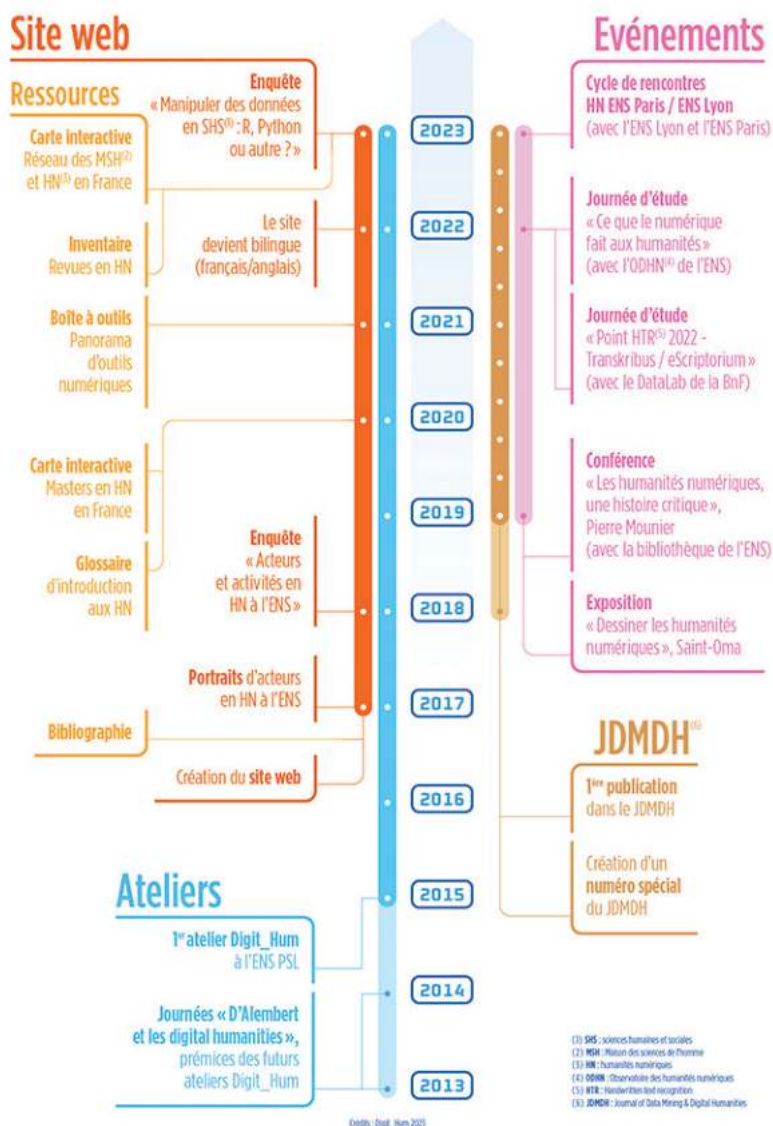 Site web
Ressources
Carte interactive
Réseau des MSH(2)
et HN(3) en France
Inventaire
Revues en HN
Boîte à outils
Panorama
d'outils
numériques
Carte interactive
Masters en HN
en France
Glossaire
d'introduction
aux HN
Bibliographie
Enquête
« Manipuler des données
en SHS(1) : R, Python
ou autre ? »
Le site
devient bilingue
(français/anglais)
Enquête
« Acteurs
et activités en
HN à l'ENS »
Portraits d'acteurs
en HN à l'ENS
Création du site web
Ateliers
1er atelier Digit_Hum
à l'ENS PSL
Journées « D'Alembert
et les digital humanities »,
prémices des futurs
ateliers Digit_Hum
2023
2022
2021
2020
2019
2018
2017
2016
2015
2014
2013
Evénements
Cycle de rencontres
HN ENS Paris / ENS Lyon
(avec l'ENS Lyon et l'ENS Paris)
Journée d'étude
« Ce que le numérique
fait aux humanités »
(avec l'ODHN(4) de l'ENS)
Journée d'étude
« Point HTR(5) 2022 -
Transkribus / eScriptorium »
(avec le DataLab de la BnF)
Conférence
« Les humanités numériques,
une histoire critique »,
Pierre Mounier
(avec la bibliothèque de l'ENS)
Exposition
« Dessiner les humanités
numériques », Saint-Oma
JDMDH(6)
1ère publication
dans le JDMDH
Création d'un
numéro spécial
du JDMDH
(1) SHS : sciences humaines et sociales
(2) MSH : Maison des sciences de l'homme
(3) HN : humanités numériques
(4) ODHN : Observatoire des humanités numériques
(5) HTR : Handwritten text recognition
(6) JDMDH : Journal of Data Mining & Digital Humanities
Crédits : Digit_Hum 2023